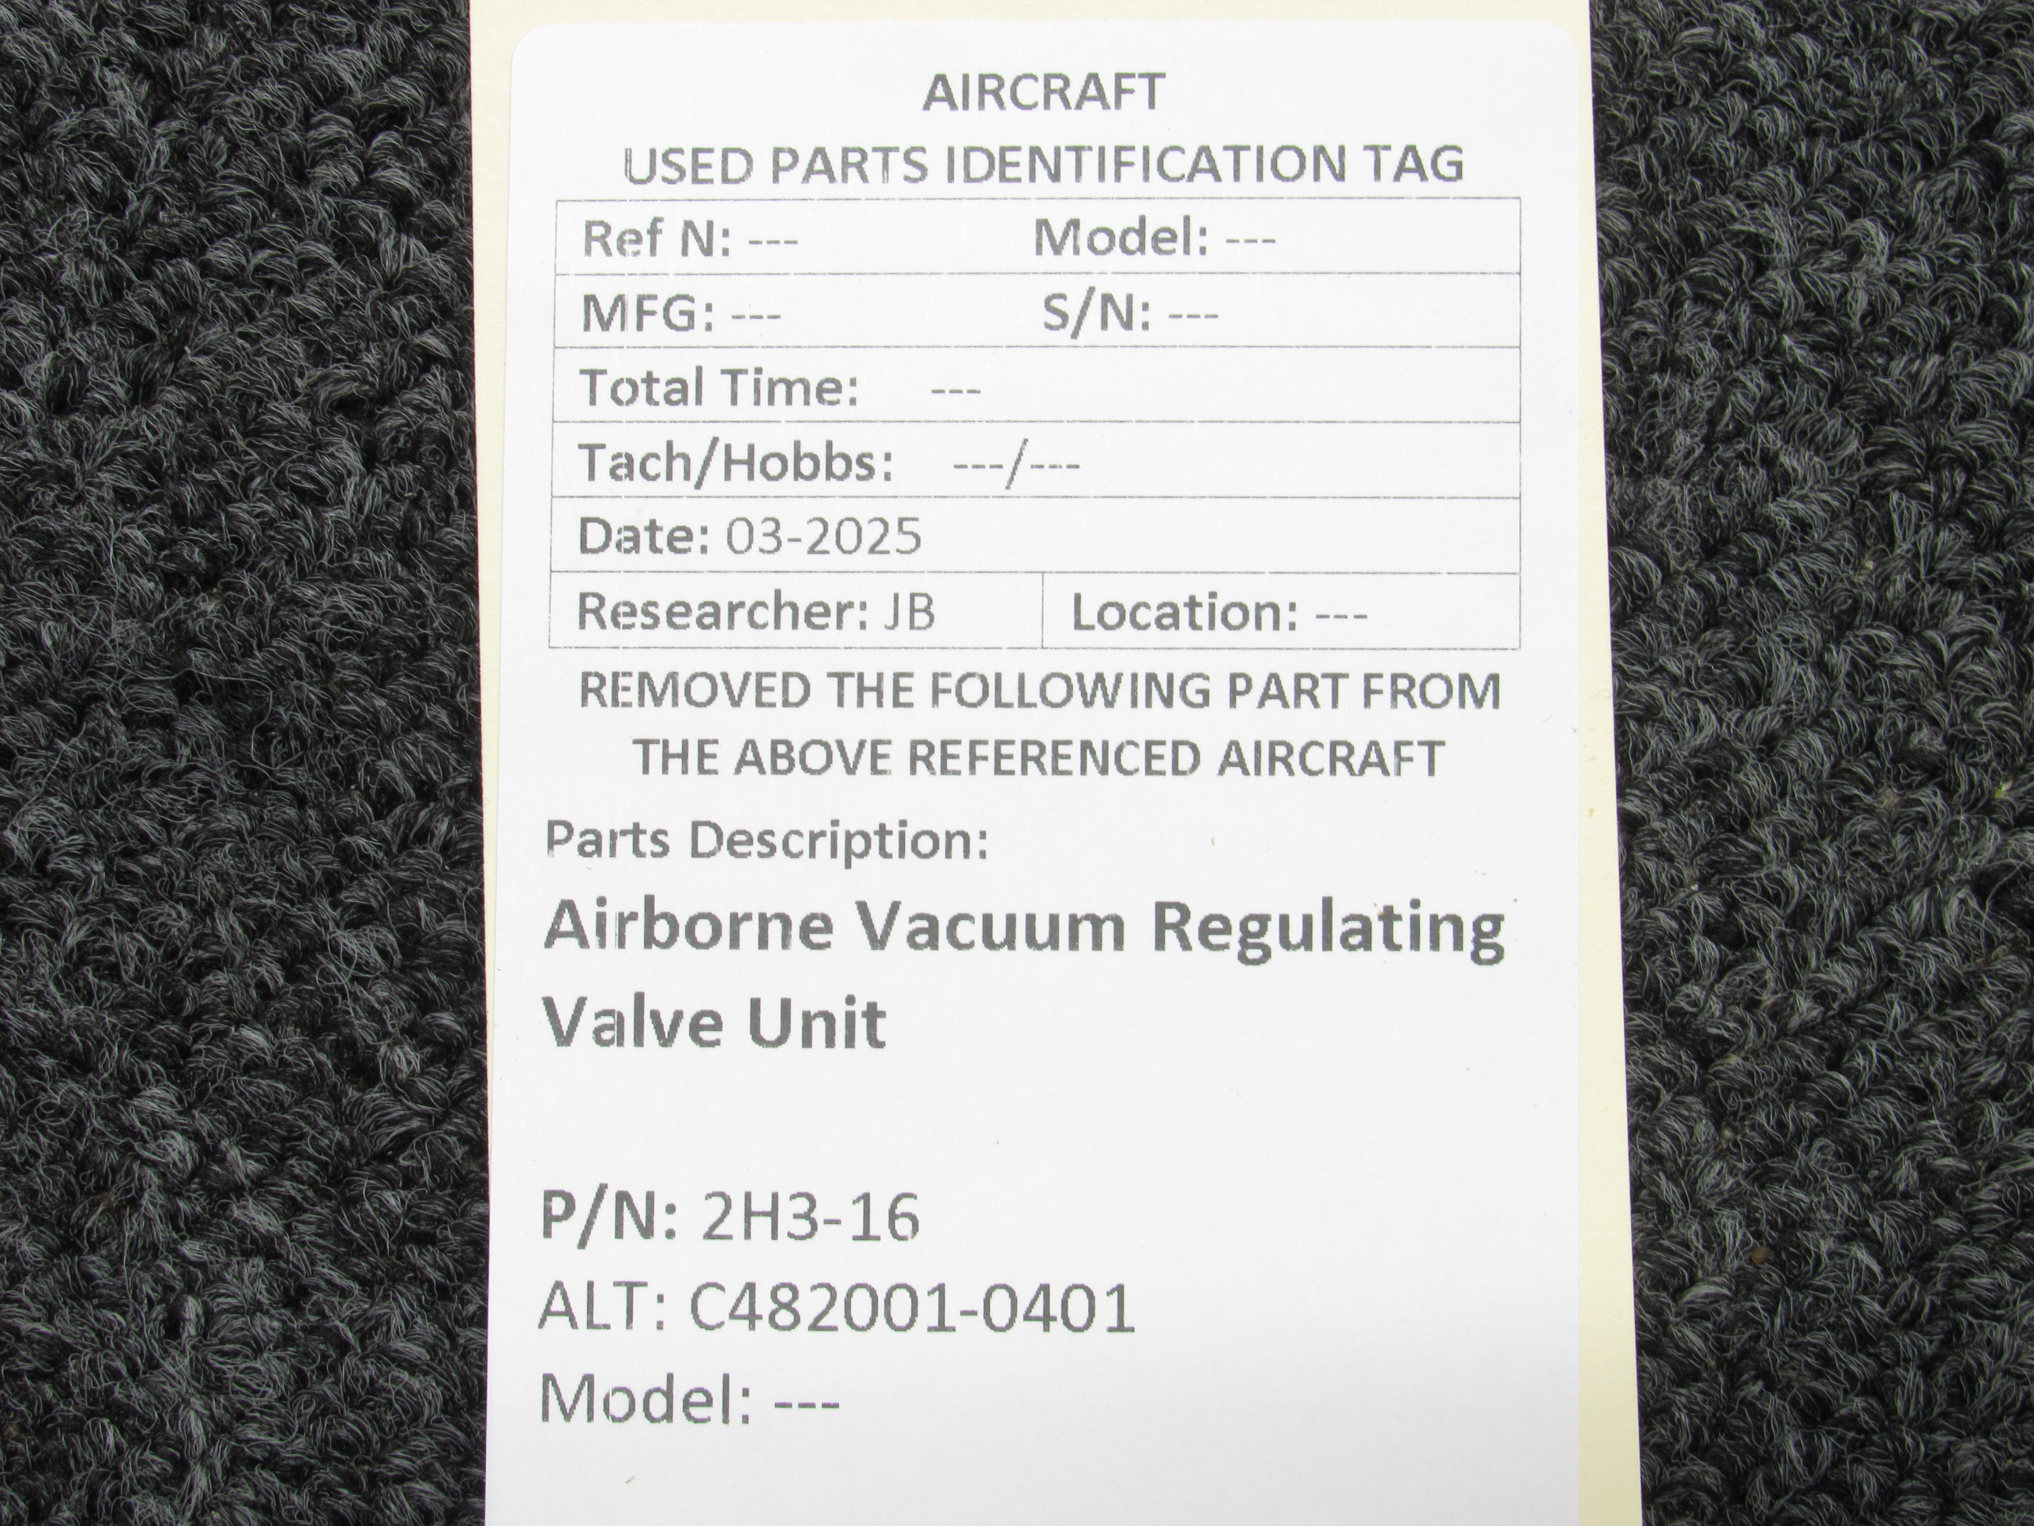 AIRCRAFT
USED PARTS IDENTIFICATION TAG
Ref N: --- Model: ---
MFG: --- S/N: ---
Total Time: ---
Tach/Hobbs: ---/---
Date: 03-2025
Researcher: JB Location: ---
REMOVED THE FOLLOWING PART FROM
THE ABOVE REFERENCED AIRCRAFT
Parts Description:
Airborne Vacuum Regulating
Valve Unit
P/N: 2H3-16
ALT: C482001-0401
Model: ---